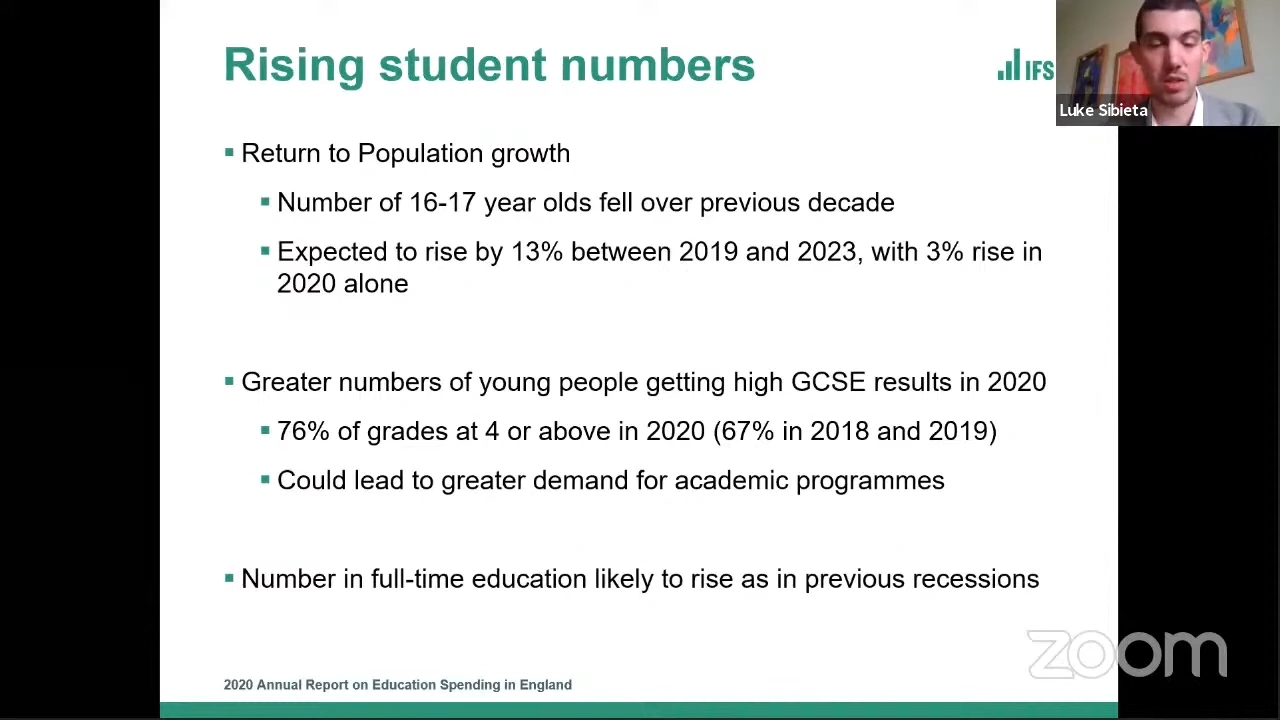 Rising student numbers
IFS
Luke Sibieta
Return to Population growth
Number of 16-17 year olds fell over previous decade
Expected to rise by 13% between 2019 and 2023, with 3% rise in
2020 alone
Greater numbers of young people getting high GCSE results in 2020
76% of grades at 4 or above in 2020 (67% in 2018 and 2019)
Could lead to greater demand for academic programmes
Number in full-time education likely to rise as in previous recessions
zoom
2020 Annual Report on Education Spending in England